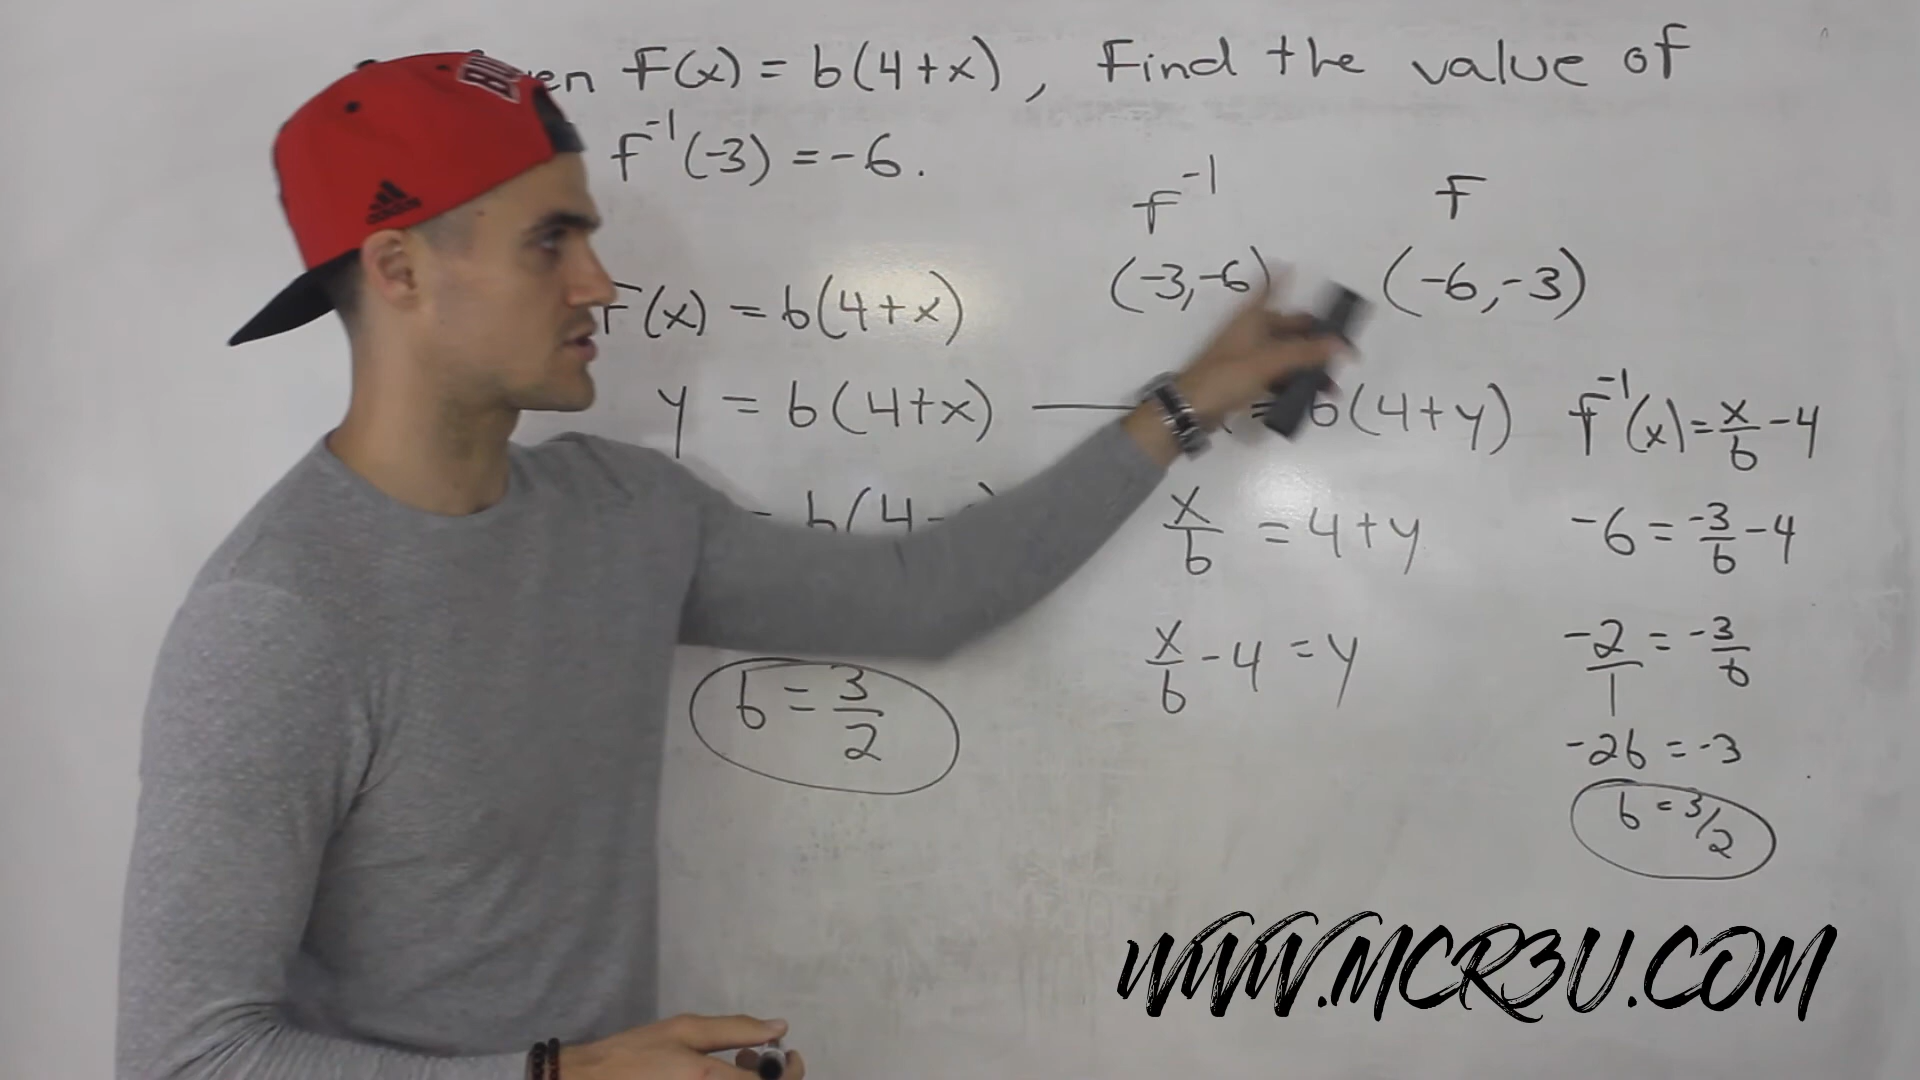 F(x) = b(4+x), Find the value of
f⁻¹(-3) = -6.
F⁻¹ F
(-3,-6) (-6,-3)
F(x) = b(4+x)
y = b(4+x) = b(4+y)
x/b = 4+y
x/b - 4 = y
b = 3/2
f⁻¹(x) = x/b - 4
-6 = -3/b - 4
-2/1 = -3/b
-2b = -3
b = 3/2
WWW.MCR3U.COM